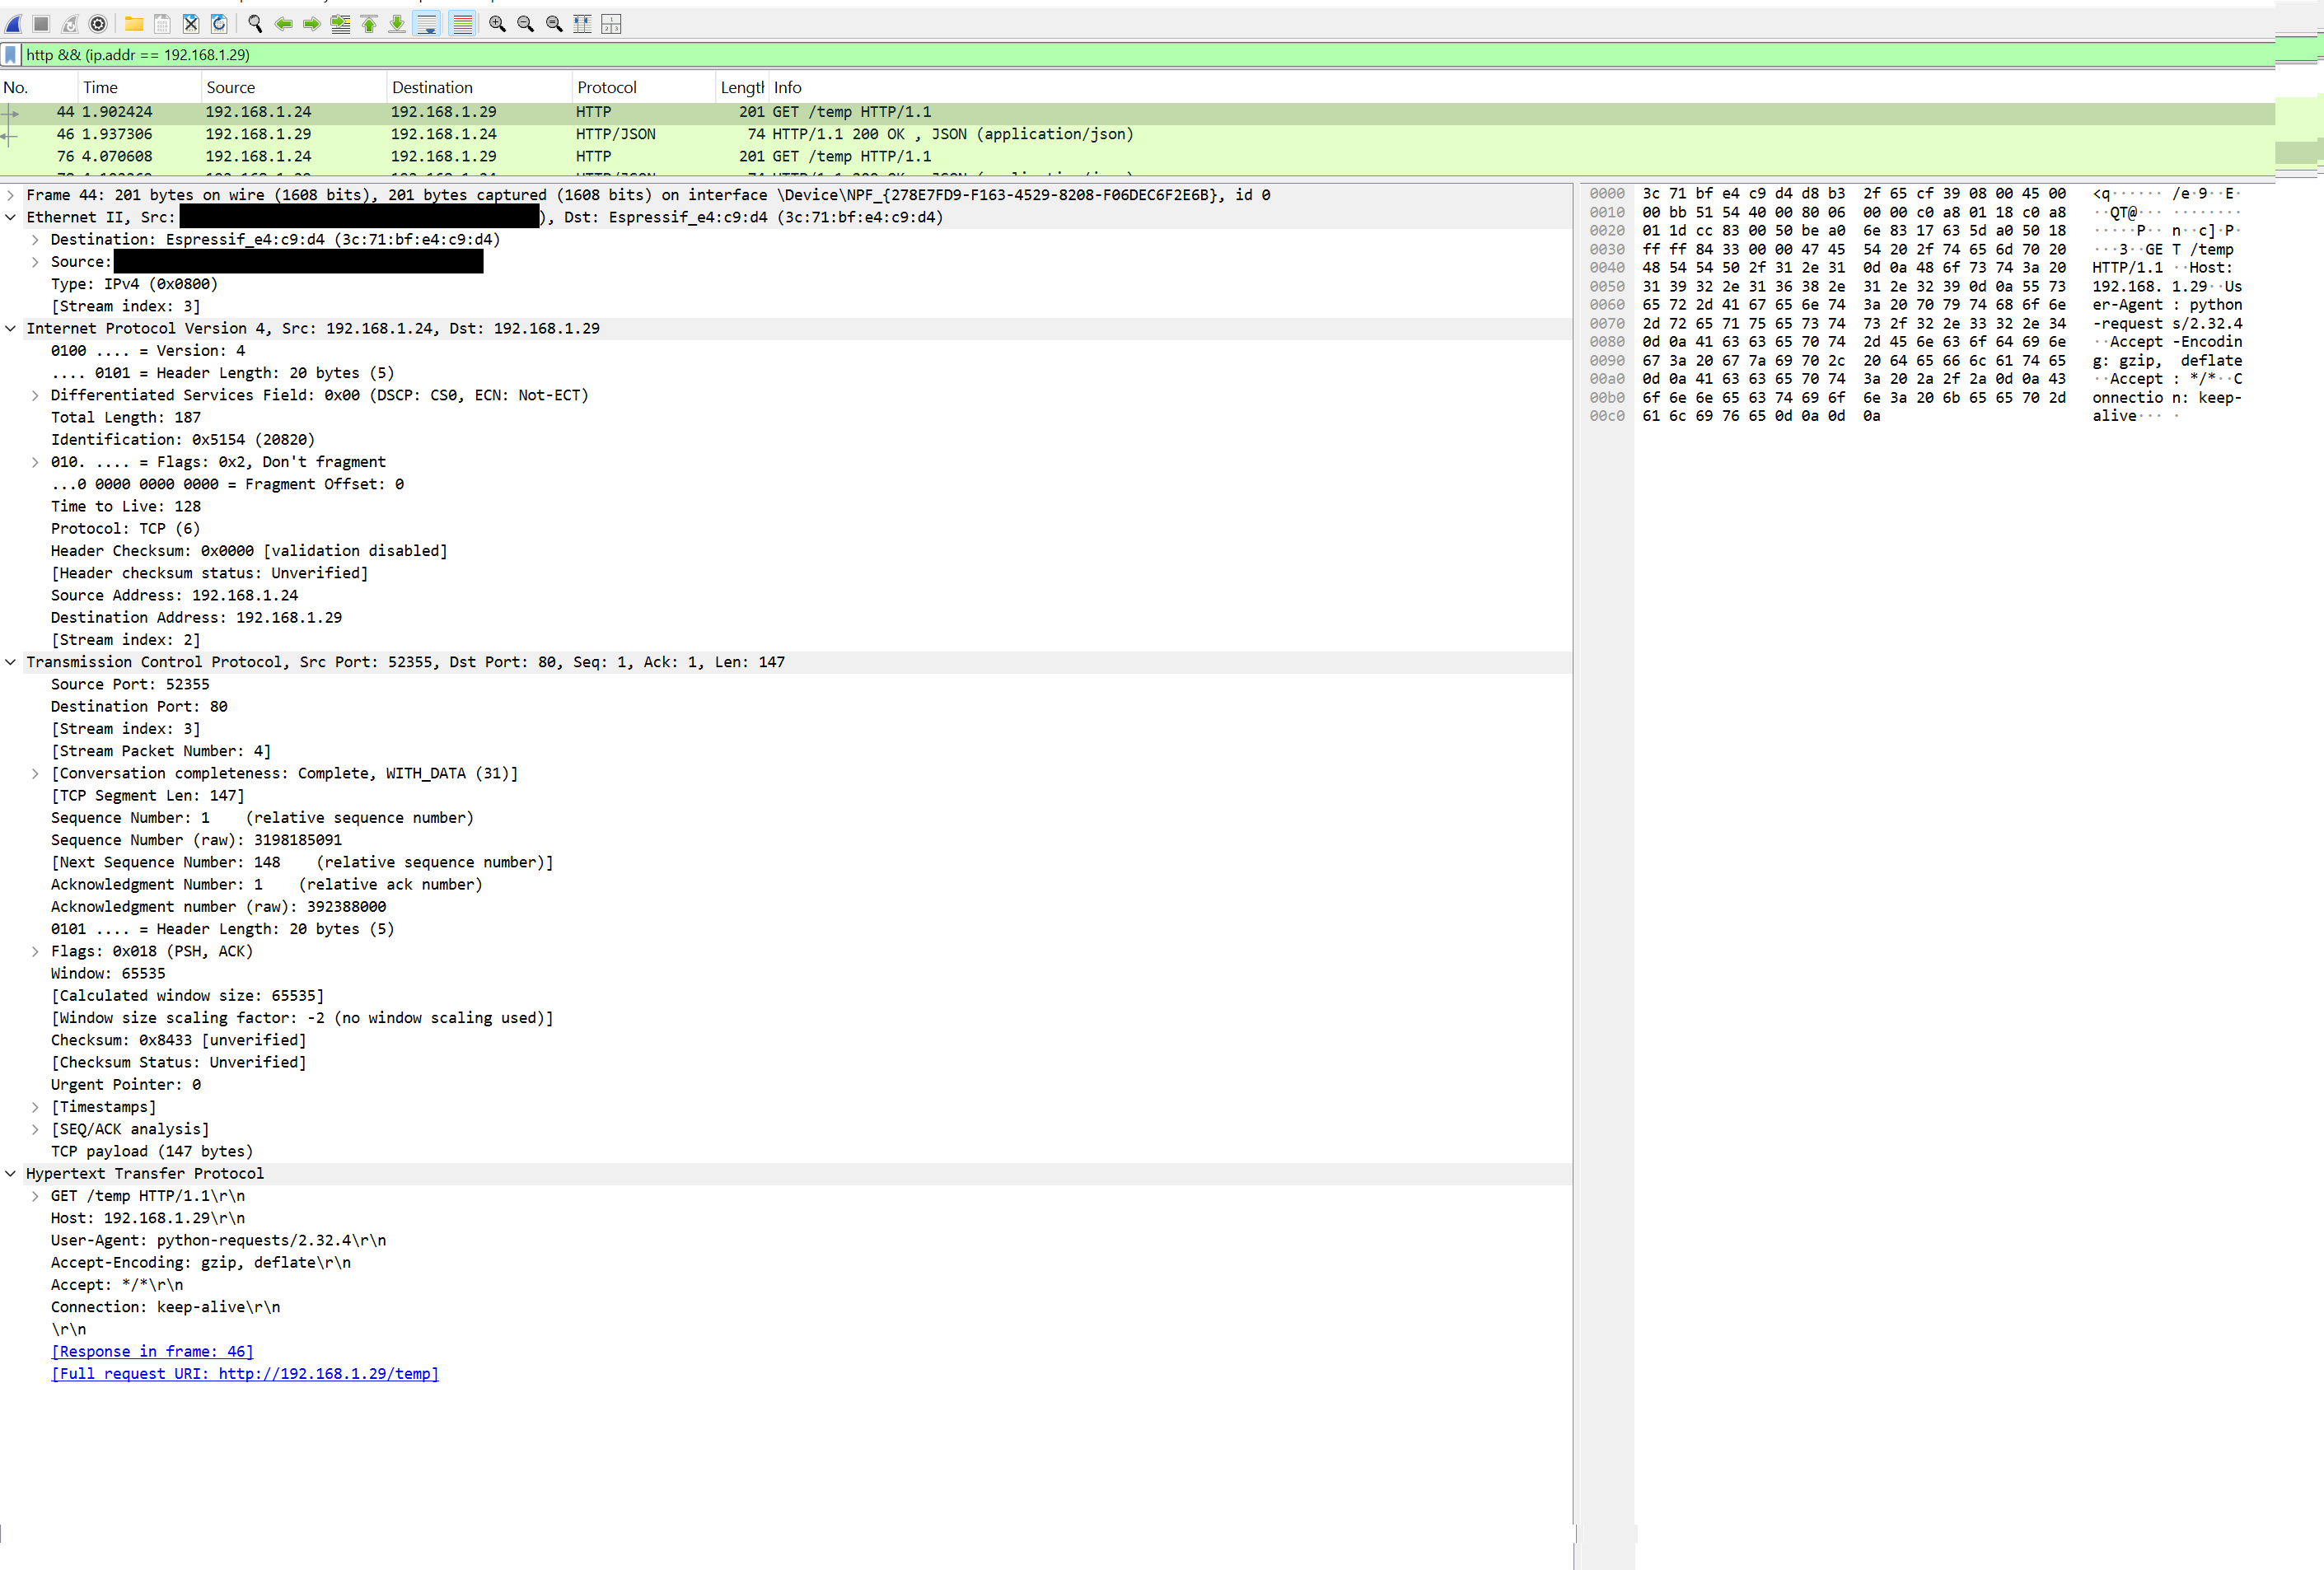 http && (ip.addr == 192.168.1.29)
No. Time Source Destination Protocol Length Info
44 1.902424 192.168.1.24 192.168.1.29 HTTP 201 GET /temp HTTP/1.1
46 1.937306 192.168.1.29 192.168.1.24 HTTP/JSON 74 HTTP/1.1 200 OK , JSON (application/json)
76 4.070608 192.168.1.24 192.168.1.29 HTTP 201 GET /temp HTTP/1.1
Frame 44: 201 bytes on wire (1608 bits), 201 bytes captured (1608 bits) on interface \Device\NPF_{278E7FD9-F163-4529-8208-F06DEC6F2E6B}, id 0
Ethernet II, Src: ), Dst: Espressif_e4:c9:d4 (3c:71:bf:e4:c9:d4)
Destination: Espressif_e4:c9:d4 (3c:71:bf:e4:c9:d4)
Source:
Type: IPv4 (0x0800)
[Stream index: 3]
Internet Protocol Version 4, Src: 192.168.1.24, Dst: 192.168.1.29
0100 .... = Version: 4
.... 0101 = Header Length: 20 bytes (5)
Differentiated Services Field: 0x00 (DSCP: CS0, ECN: Not-ECT)
Total Length: 187
Identification: 0x5154 (20820)
010. .... = Flags: 0x2, Don't fragment
...0 0000 0000 0000 = Fragment Offset: 0
Time to Live: 128
Protocol: TCP (6)
Header Checksum: 0x0000 [validation disabled]
[Header checksum status: Unverified]
Source Address: 192.168.1.24
Destination Address: 192.168.1.29
[Stream index: 2]
Transmission Control Protocol, Src Port: 52355, Dst Port: 80, Seq: 1, Ack: 1, Len: 147
Source Port: 52355
Destination Port: 80
[Stream index: 3]
[Stream Packet Number: 4]
[Conversation completeness: Complete, WITH_DATA (31)]
[TCP Segment Len: 147]
Sequence Number: 1    (relative sequence number)
Sequence Number (raw): 3198185091
[Next Sequence Number: 148    (relative sequence number)]
Acknowledgment Number: 1    (relative ack number)
Acknowledgment number (raw): 392388000
0101 .... = Header Length: 20 bytes (5)
Flags: 0x018 (PSH, ACK)
Window: 65535
[Calculated window size: 65535]
[Window size scaling factor: -2 (no window scaling used)]
Checksum: 0x8433 [unverified]
[Checksum Status: Unverified]
Urgent Pointer: 0
[Timestamps]
[SEQ/ACK analysis]
TCP payload (147 bytes)
Hypertext Transfer Protocol
GET /temp HTTP/1.1\r\n
Host: 192.168.1.29\r\n
User-Agent: python-requests/2.32.4\r\n
Accept-Encoding: gzip, deflate\r\n
Accept: */*\r\n
Connection: keep-alive\r\n
\r\n
[Response in frame: 46]
[Full request URI: http://192.168.1.29/temp]
0000 3c 71 bf e4 c9 d4 d8 b3 2f 65 cf 39 08 00 45 00 <q······ /e·9··E·
0010 00 bb 51 54 40 00 80 06 00 00 c0 a8 01 18 c0 a8 ··QT@··· ········
0020 01 1d cc 83 00 50 be a0 6e 83 17 63 5d a0 50 18 ·····P·· n··c]·P·
0030 ff ff 84 33 00 00 47 45 54 20 2f 74 65 6d 70 20 ···3··GE T /temp
0040 48 54 54 50 2f 31 2e 31 0d 0a 48 6f 73 74 3a 20 HTTP/1.1 ··Host:
0050 31 39 32 2e 31 36 38 2e 31 2e 32 39 0d 0a 55 73 192.168. 1.29··Us
0060 65 72 2d 41 67 65 6e 74 3a 20 70 79 74 68 6f 6e er-Agent : python
0070 2d 72 65 71 75 65 73 74 73 2f 32 2e 33 32 2e 34 -request s/2.32.4
0080 0d 0a 41 63 63 65 70 74 2d 45 6e 63 6f 64 69 6e ··Accept -Encodin
0090 67 3a 20 67 7a 69 70 2c 20 64 65 66 6c 61 74 65 g: gzip, deflate
00a0 0d 0a 41 63 63 65 70 74 3a 20 2a 2f 2a 0d 0a 43 ··Accept : */*··C
00b0 6f 6e 6e 65 63 74 69 6f 6e 3a 20 6b 65 65 70 2d onnectio n: keep-
00c0 61 6c 69 76 65 0d 0a 0d 0a alive··· ·